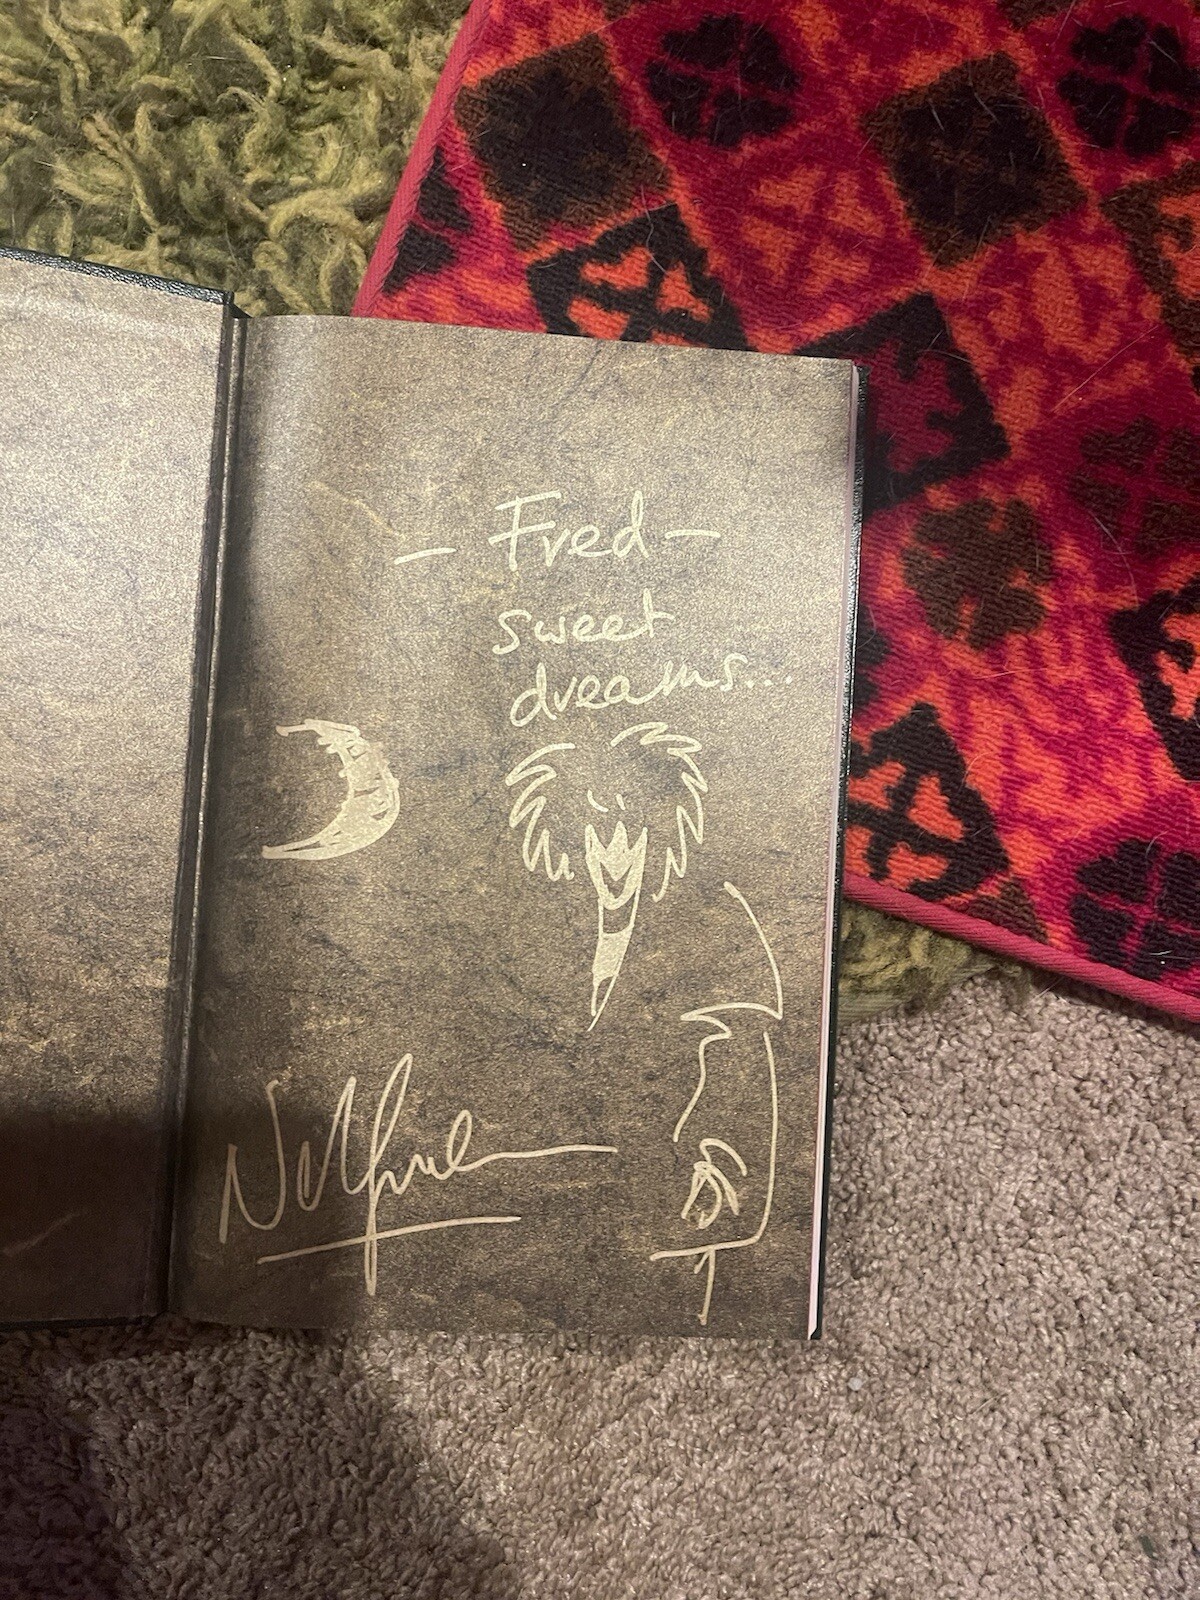 — Fred —
sweet
dreams...